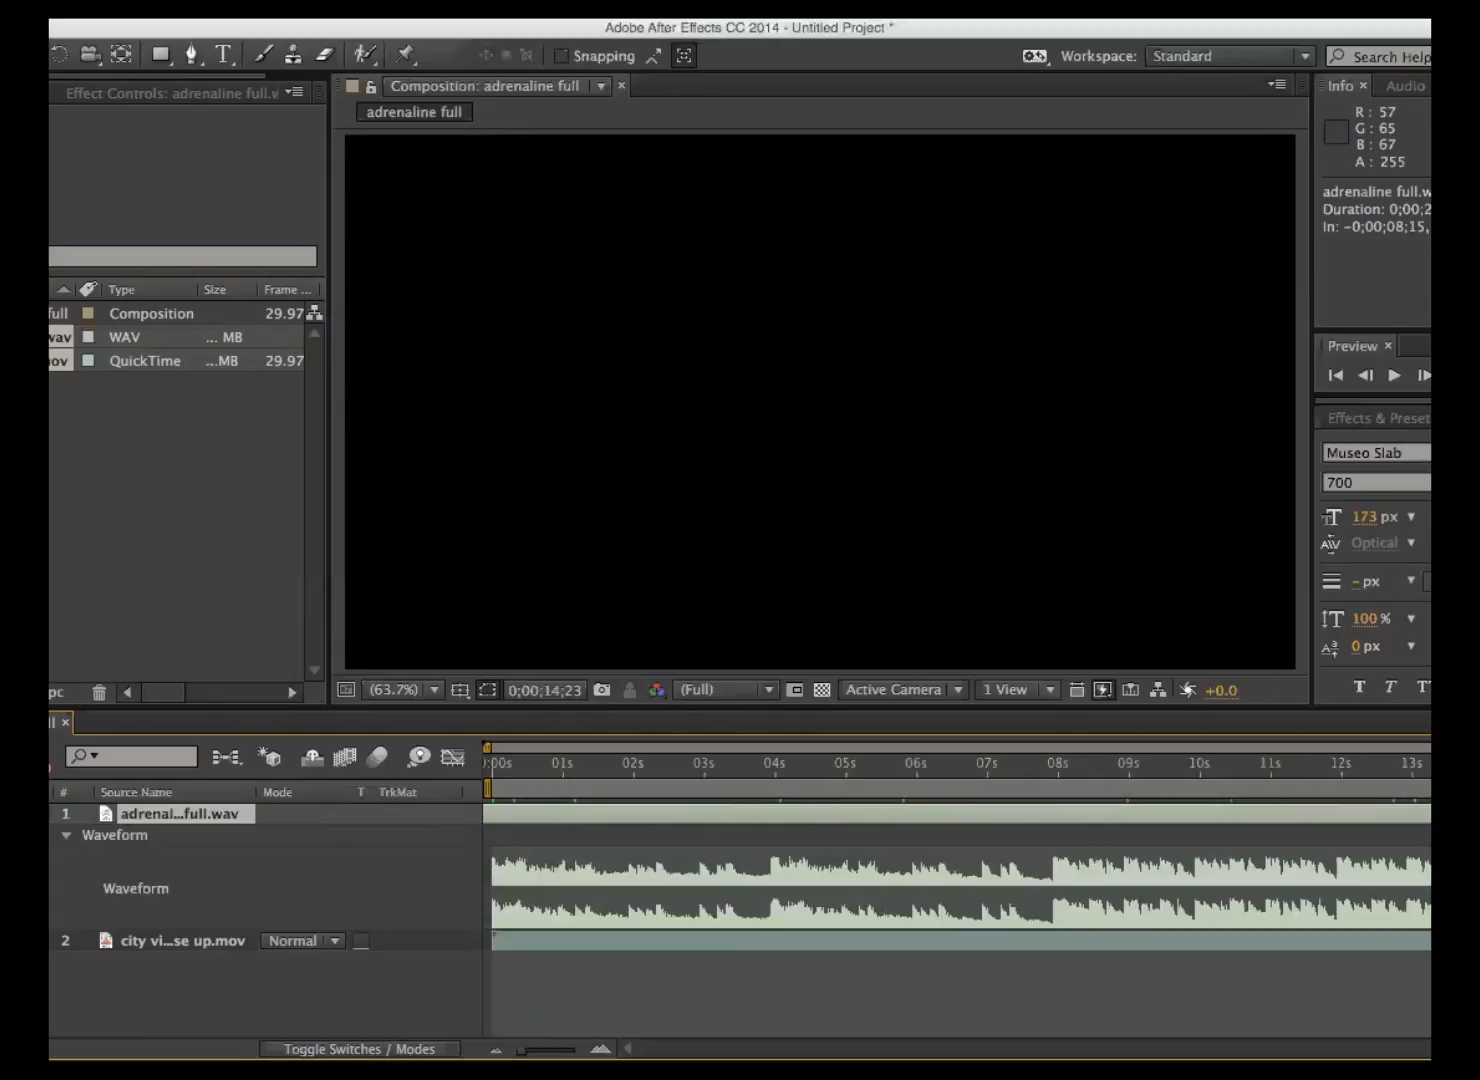 Adobe After Effects CC 2014 - Untitled Project *
T
Snapping
Workspace: Standard
Search Help
Effect Controls: adrenaline full.v
Composition: adrenaline full
adrenaline full
Info
Audio
R: 57
G: 65
B: 67
A: 255
adrenaline full.w
Duration: 0;00;2
In: -0;00;08;15,
Type Size Frame ...
full Composition 29.97
wav WAV ... MB
ov QuickTime ...MB 29.97
Preview
Effects & Preset
Museo Slab
700
173 px
Optical
- px
100 %
0 px
T T T
pc
(63.7%)
0;00;14;23
(Full)
Active Camera
1 View
+0.0
:00s 01s 02s 03s 04s 05s 06s 07s 08s 09s 10s 11s 12s 13s
# Source Name Mode T TrkMat
1 adrenal...full.wav
Waveform
Waveform
2 city vi...se up.mov Normal
Toggle Switches / Modes